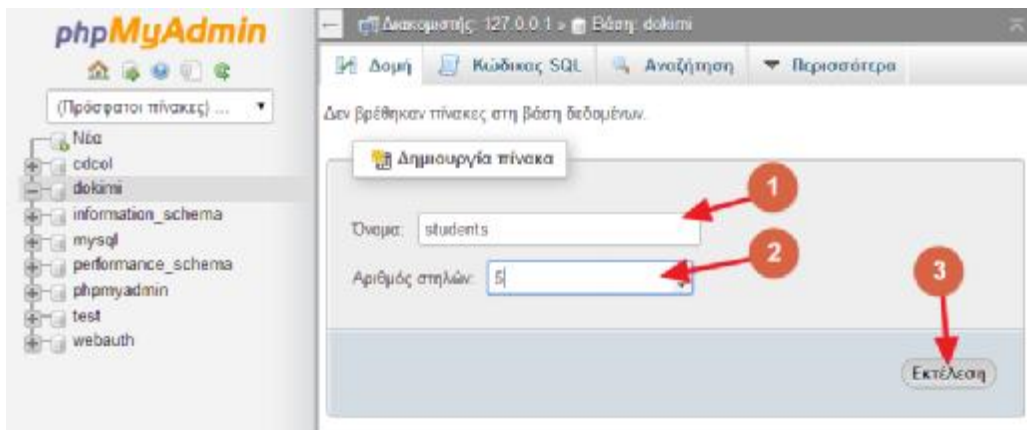 phpMyAdmin
(Πρόσφατοι πίνακες) ...
Νέα
cdcol
dokimi
information_schema
mysql
performance_schema
phpmyadmin
test
webauth
Διακομιστής: 127.0.0.1 » Βάση: dokimi
Δομή Κώδικας SQL Αναζήτηση Περισσότερα
Δεν βρέθηκαν πίνακες στη βάση δεδομένων.
Δημιουργία πίνακα
1
Όνομα: students
2
Αριθμός στηλών: 5
3
Εκτέλεση